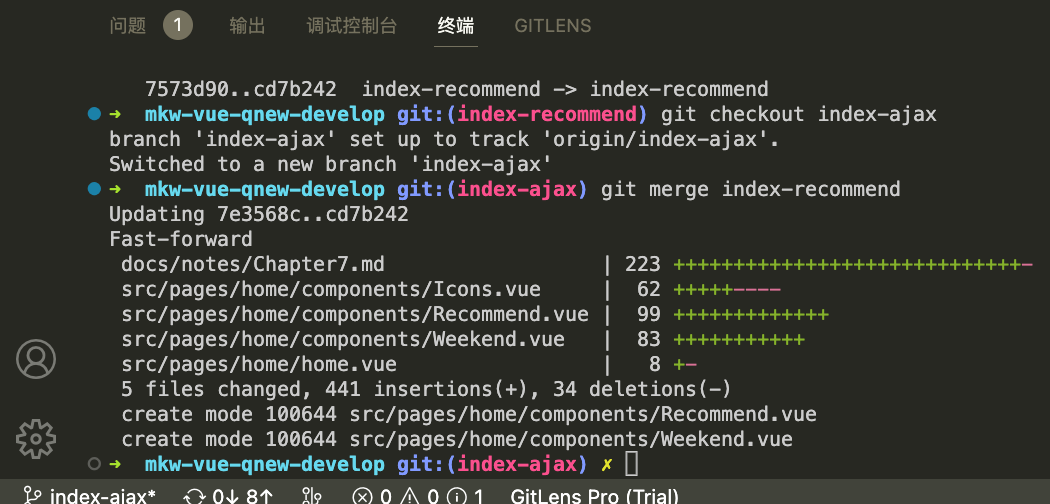 问题 1 输出 调试控制台 终端 GITLENS
7573d90..cd7b242  index-recommend -> index-recommend
➜  mkw-vue-qnew-develop git:(index-recommend) git checkout index-ajax
branch 'index-ajax' set up to track 'origin/index-ajax'.
Switched to a new branch 'index-ajax'
➜  mkw-vue-qnew-develop git:(index-ajax) git merge index-recommend
Updating 7e3568c..cd7b242
Fast-forward
docs/notes/Chapter7.md | 223 +++++++++++++++++++++++++++++-
src/pages/home/components/Icons.vue | 62 +++++----
src/pages/home/components/Recommend.vue | 99 +++++++++++++
src/pages/home/components/Weekend.vue | 83 +++++++++++
src/pages/home/home.vue | 8 +-
5 files changed, 441 insertions(+), 34 deletions(-)
create mode 100644 src/pages/home/components/Recommend.vue
create mode 100644 src/pages/home/components/Weekend.vue
➜  mkw-vue-qnew-develop git:(index-ajax) ✗
index-ajax* 0↓ 8↑ 0 0 1 GitLens Pro (Trial)